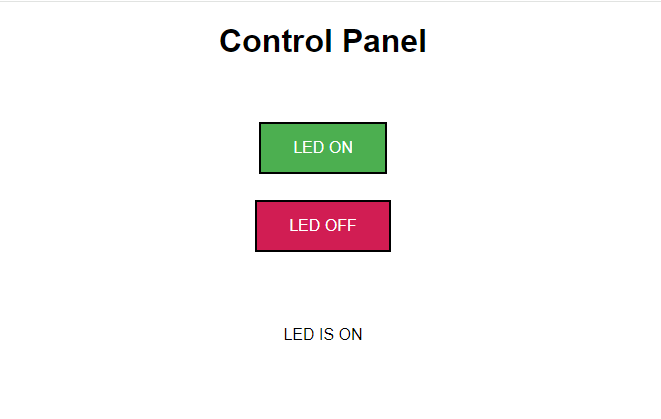 Control Panel
LED ON
LED OFF
LED IS ON